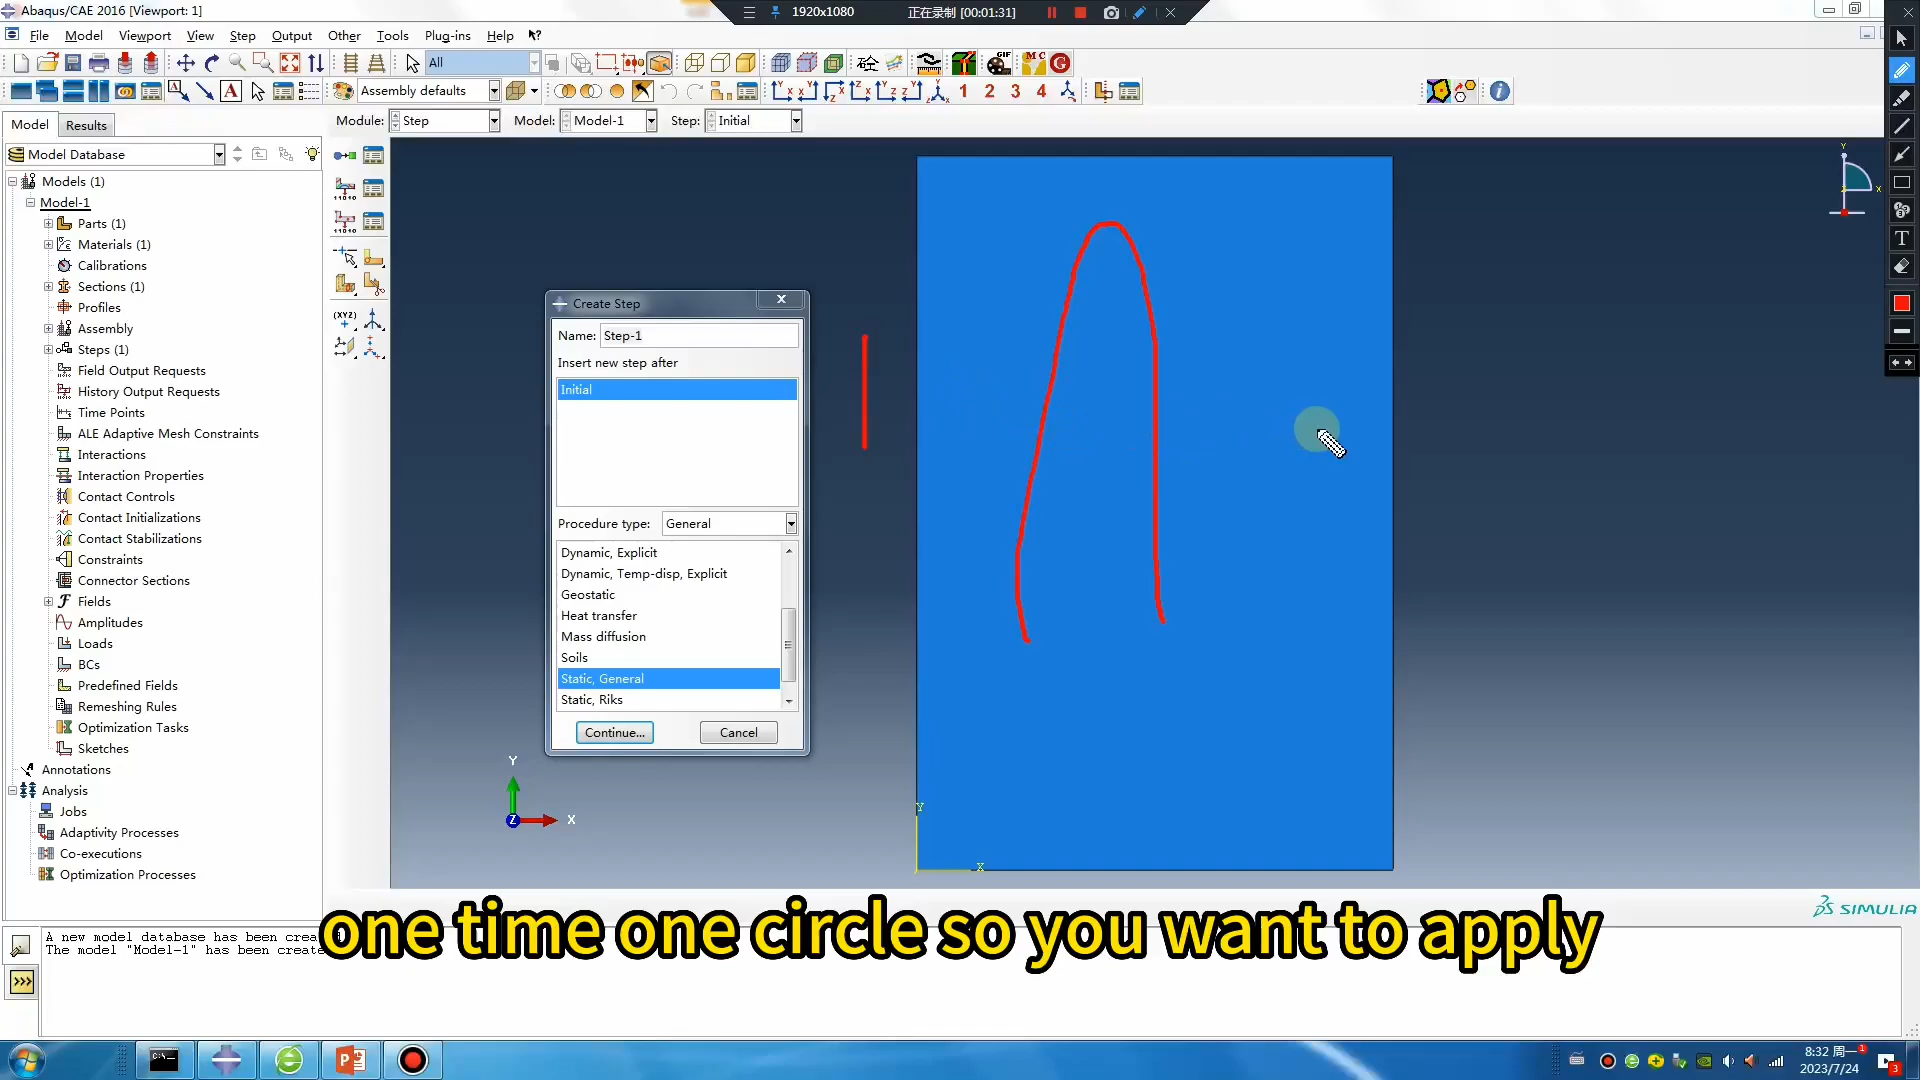 Abaqus/CAE 2016 [Viewport: 1]
1920x1080
正在录制 [00:01:31]
File Model Viewport View Step Output Other Tools Plug-ins Help
All
Assembly defaults
1 2 3 4
Module: Step Model: Model-1 Step: Initial
Model Results
Model Database
Models (1)
Model-1
Parts (1)
Materials (1)
Calibrations
Sections (1)
Profiles
Assembly
Steps (1)
Field Output Requests
History Output Requests
Time Points
ALE Adaptive Mesh Constraints
Interactions
Interaction Properties
Contact Controls
Contact Initializations
Contact Stabilizations
Constraints
Connector Sections
Fields
Amplitudes
Loads
BCs
Predefined Fields
Remeshing Rules
Optimization Tasks
Sketches
Annotations
Analysis
Jobs
Adaptivity Processes
Co-executions
Optimization Processes
Create Step
Name: Step-1
Insert new step after
Initial
Procedure type: General
Dynamic, Explicit
Dynamic, Temp-disp, Explicit
Geostatic
Heat transfer
Mass diffusion
Soils
Static, General
Static, Riks
Continue... Cancel
Y
Z
X
Y
X
Y
X
SIMULIA
A new model database has been crea
The model "Model-1" has been create
one time one circle so you want to apply
8:32 周一
2023/7/24